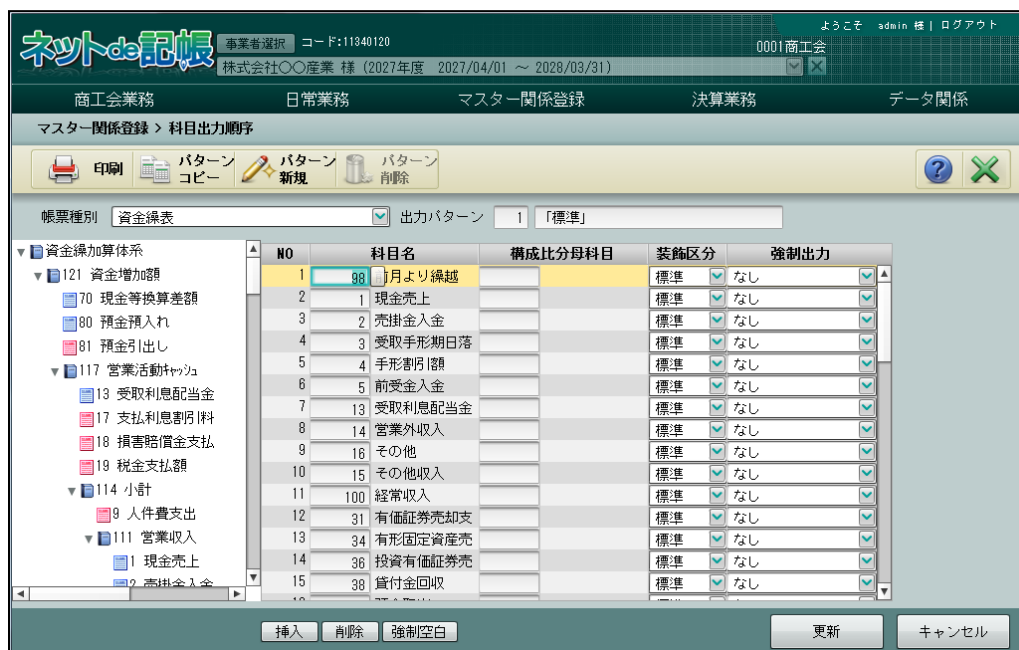 ようこそ admin 様 | ログアウト
ネットde記帳 事業者選択 コード:11340120 0001商工会
株式会社○○産業 様 (2027年度 2027/04/01 ～ 2028/03/31)
商工会業務 日常業務 マスター関係登録 決算業務 データ関係
マスター関係登録 > 科目出力順序
印刷 パターンコピー パターン新規 パターン削除
帳票種別 資金繰表 出力パターン 1 「標準」
資金繰加算体系
121 資金増加額
70 現金等換算差額
80 預金預入れ
81 預金引出し
117 営業活動ｷｬｯｼｭ
13 受取利息配当金
17 支払利息割引料
18 損害賠償金支払
19 税金支払額
114 小計
9 人件費支出
111 営業収入
1 現金売上
2 売掛金入金
NO 科目名 構成比分母科目 装飾区分 強制出力
1 98 前月より繰越 標準 なし
2 1 現金売上 標準 なし
3 2 売掛金入金 標準 なし
4 3 受取手形期日落 標準 なし
5 4 手形割引額 標準 なし
6 5 前受金入金 標準 なし
7 13 受取利息配当金 標準 なし
8 14 営業外収入 標準 なし
9 16 その他 標準 なし
10 15 その他収入 標準 なし
11 100 経常収入 標準 なし
12 31 有価証券売却支 標準 なし
13 34 有形固定資産売 標準 なし
14 36 投資有価証券売 標準 なし
15 38 貸付金回収 標準 なし
挿入 削除 強制空白 更新 キャンセル